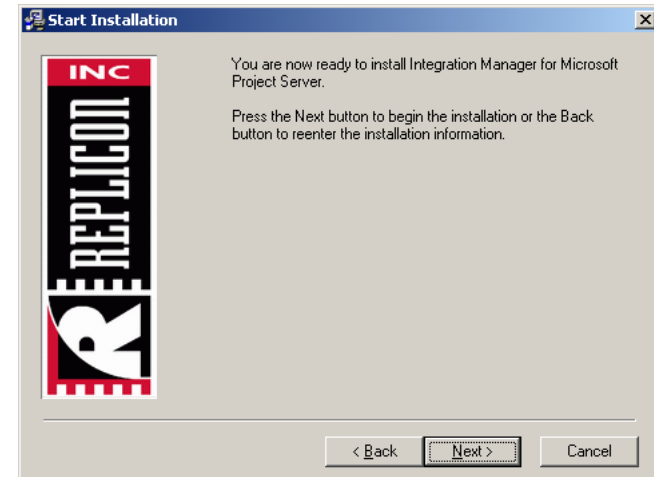 Start Installation
INC
REPLICON
R
You are now ready to install Integration Manager for Microsoft
Project Server.
Press the Next button to begin the installation or the Back
button to reenter the installation information.
< Back
Next >
Cancel